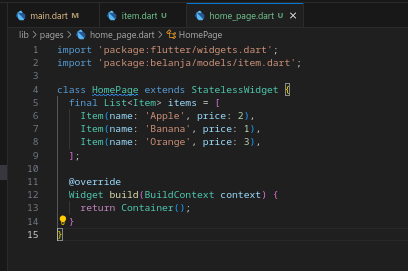 main.dart M item.dart U home_page.dart U ×
lib > pages > home_page.dart > HomePage
1 import 'package:flutter/widgets.dart';
2 import 'package:belanja/models/item.dart';
3
4 class HomePage extends StatelessWidget {
5 final List<Item> items = [
6 Item(name: 'Apple', price: 2),
7 Item(name: 'Banana', price: 1),
8 Item(name: 'Orange', price: 3),
9 ];
10
11 @override
12 Widget build(BuildContext context) {
13 return Container();
14 }
15 }